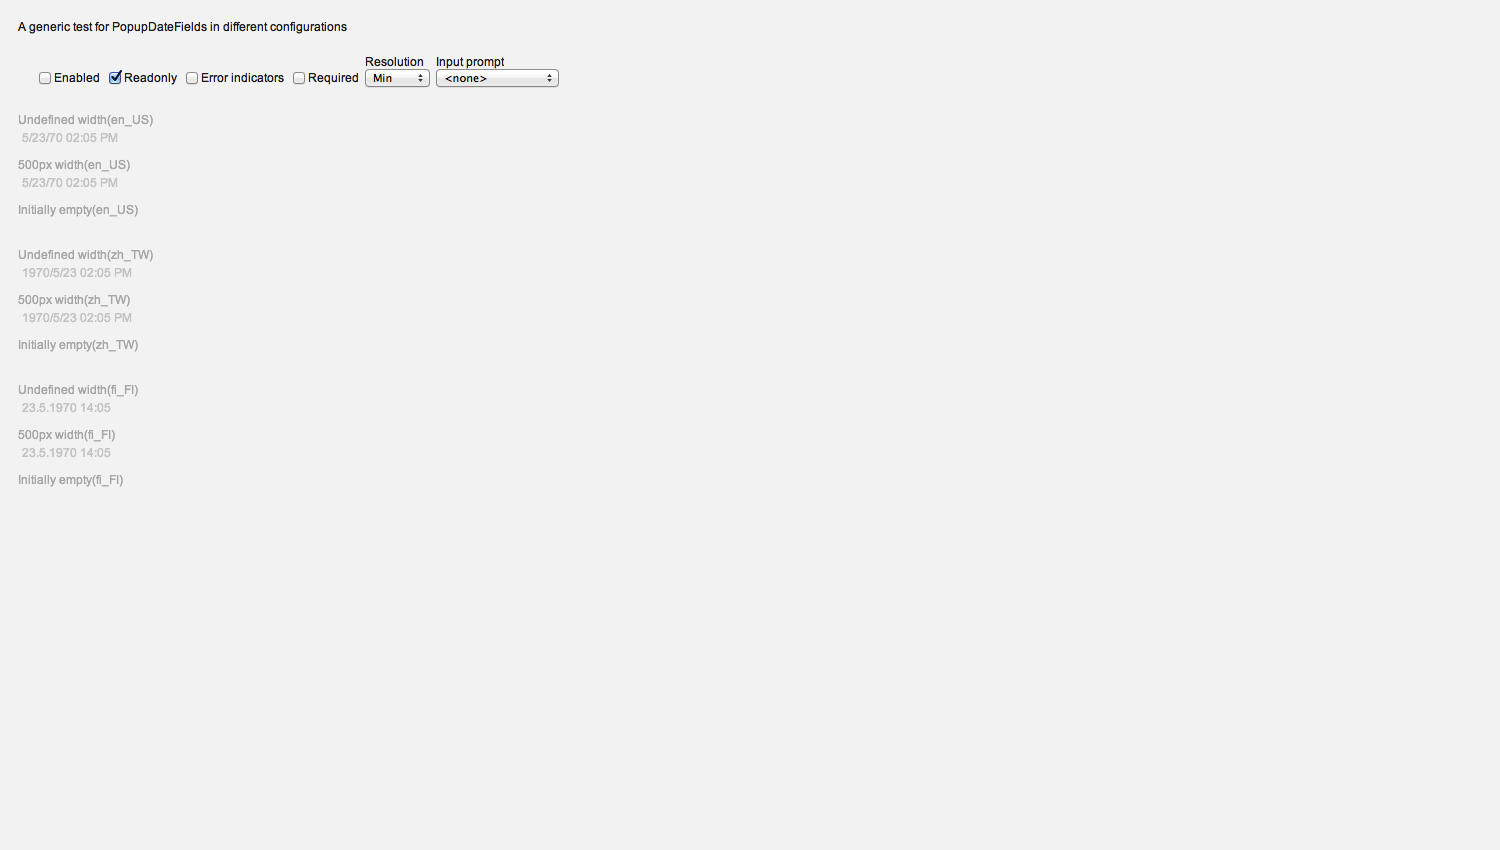 A generic test for PopupDateFields in different configurations
Resolution Input prompt
Enabled Readonly Error indicators Required Min <none>
Undefined width(en_US)
5/23/70 02:05 PM
500px width(en_US)
5/23/70 02:05 PM
Initially empty(en_US)
Undefined width(zh_TW)
1970/5/23 02:05 PM
500px width(zh_TW)
1970/5/23 02:05 PM
Initially empty(zh_TW)
Undefined width(fi_FI)
23.5.1970 14:05
500px width(fi_FI)
23.5.1970 14:05
Initially empty(fi_FI)